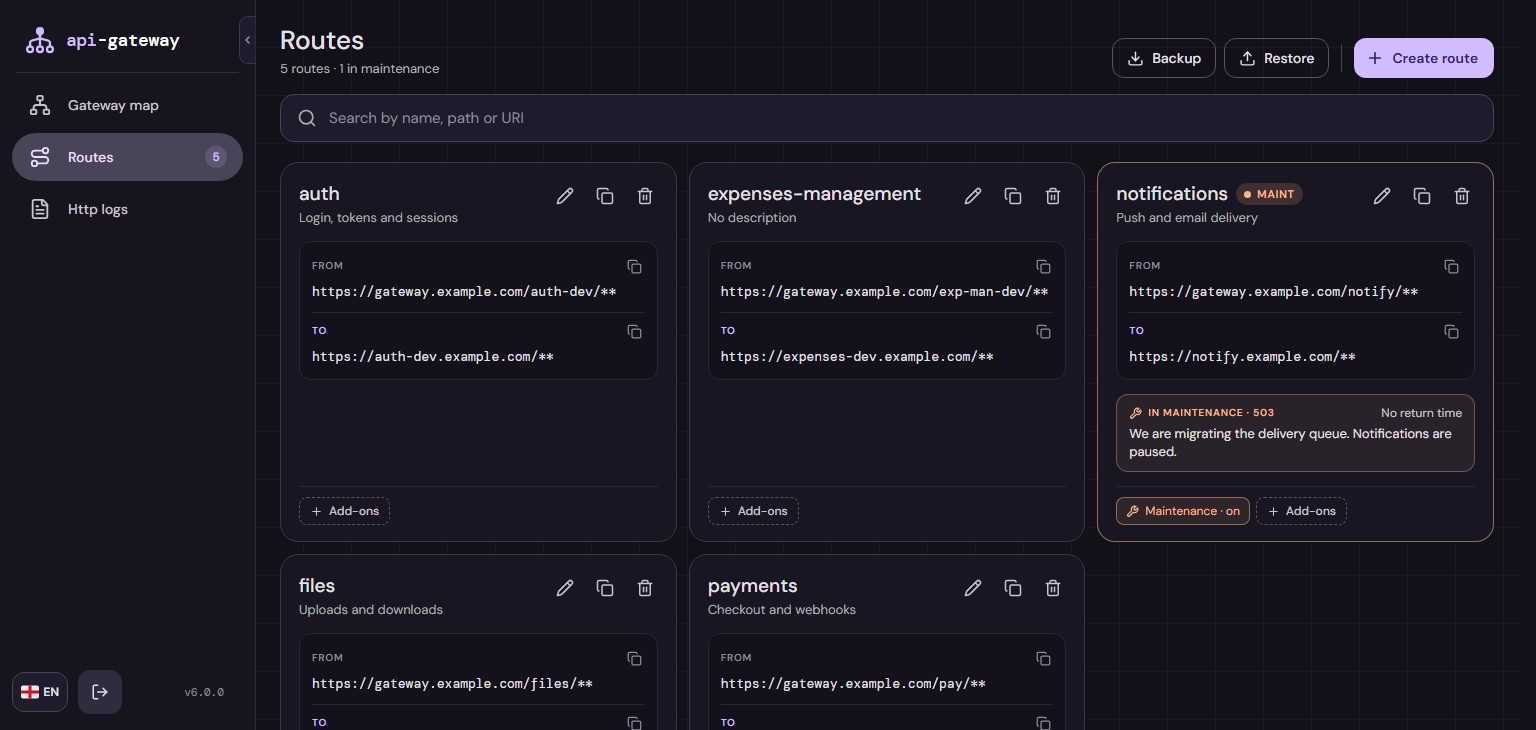 api-gateway
Gateway map
Routes 5
Http logs
EN
v6.0.0
Routes
5 routes · 1 in maintenance
Backup
Restore
+ Create route
Search by name, path or URI
auth
Login, tokens and sessions
FROM
https://gateway.example.com/auth-dev/**
TO
https://auth-dev.example.com/**
+ Add-ons
expenses-management
No description
FROM
https://gateway.example.com/exp-man-dev/**
TO
https://expenses-dev.example.com/**
+ Add-ons
notifications MAINT
Push and email delivery
FROM
https://gateway.example.com/notify/**
TO
https://notify.example.com/**
IN MAINTENANCE · 503 No return time
We are migrating the delivery queue. Notifications are
paused.
Maintenance · on + Add-ons
files
Uploads and downloads
FROM
https://gateway.example.com/files/**
TO
payments
Checkout and webhooks
FROM
https://gateway.example.com/pay/**
TO